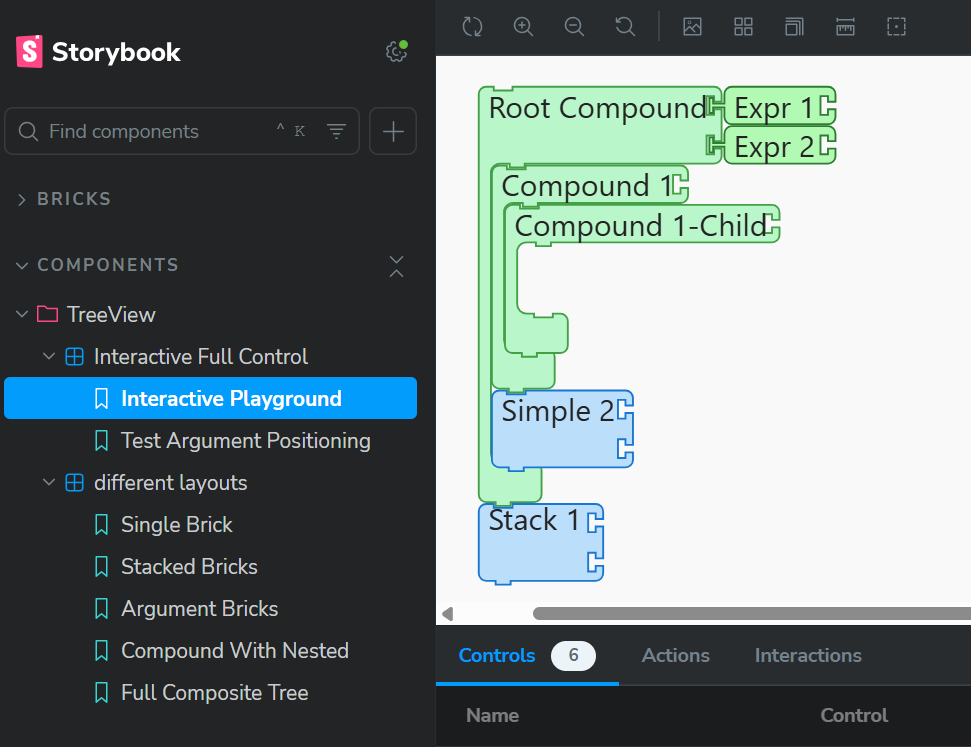 Storybook
Find components
^ K
BRICKS
COMPONENTS
TreeView
Interactive Full Control
Interactive Playground
Test Argument Positioning
different layouts
Single Brick
Stacked Bricks
Argument Bricks
Compound With Nested
Full Composite Tree
Root Compound
Expr 1
Expr 2
Compound 1
Compound 1-Child
Simple 2
Stack 1
Controls 6 Actions Interactions
Name Control